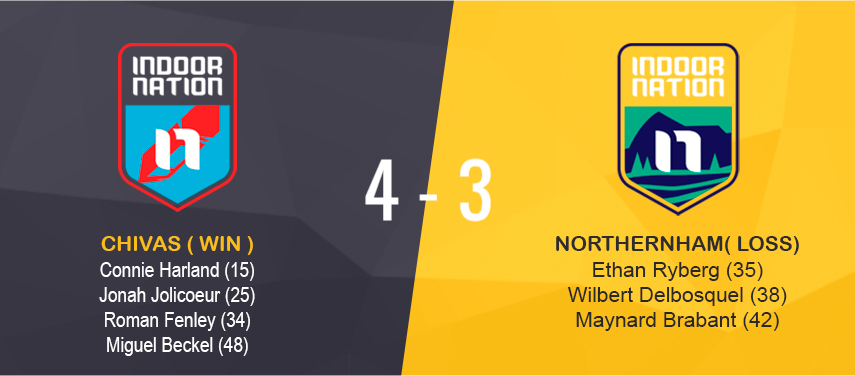 INDOOR
NATION
INDOOR
NATION
4 - 3
CHIVAS ( WIN )
Connie Harland (15)
Jonah Jolicoeur (25)
Roman Fenley (34)
Miguel Beckel (48)
NORTHERNHAM( LOSS)
Ethan Ryberg (35)
Wilbert Delbosquel (38)
Maynard Brabant (42)